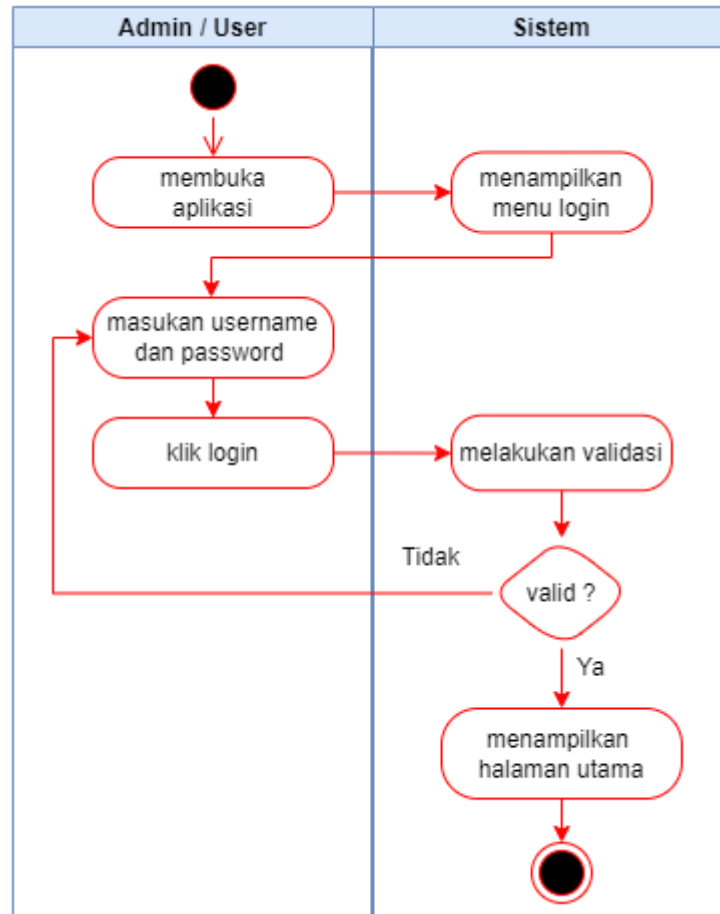 Admin / User
Sistem
membuka
aplikasi
menampilkan
menu login
masukan username
dan password
klik login
melakukan validasi
Tidak
valid ?
Ya
menampilkan
halaman utama